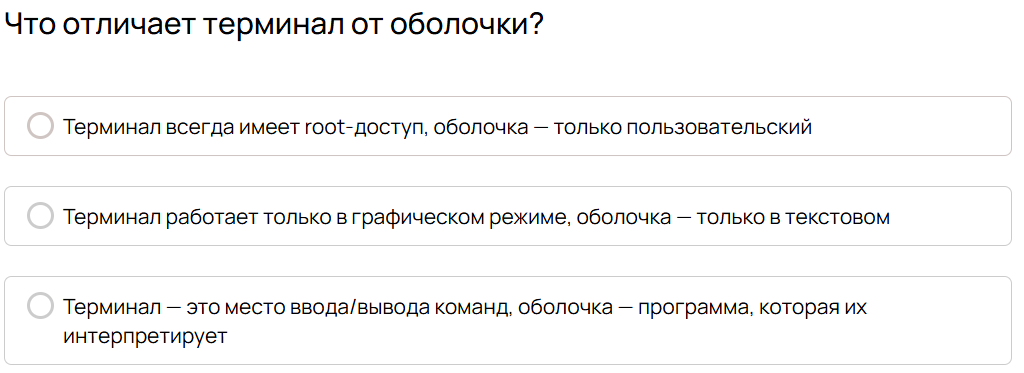 Что отличает терминал от оболочки?
Терминал всегда имеет root-доступ, оболочка — только пользовательский
Терминал работает только в графическом режиме, оболочка — только в текстовом
Терминал — это место ввода/вывода команд, оболочка — программа, которая их
интерпретирует